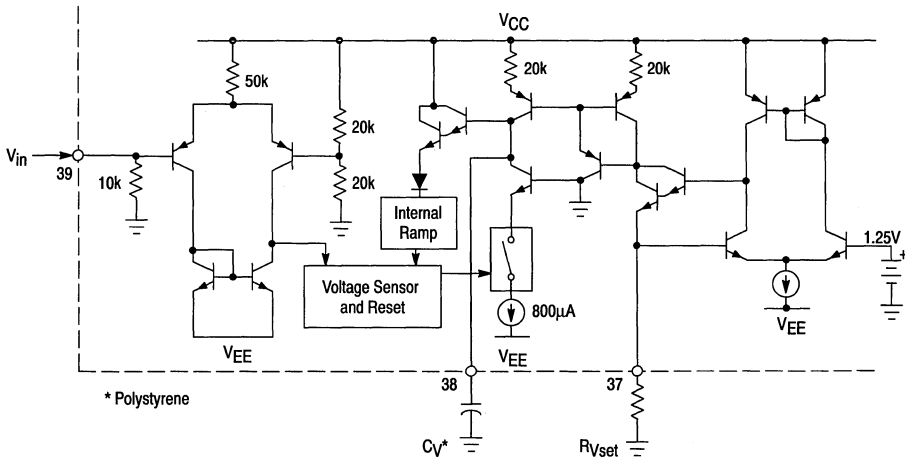 VCC
50k
20k
20k
20k
20k
Vin
39
10k
Internal
Ramp
1.25V
+
Voltage Sensor
and Reset
800µA
VEE
VEE
VEE
38
37
* Polystyrene
CV*
RVset